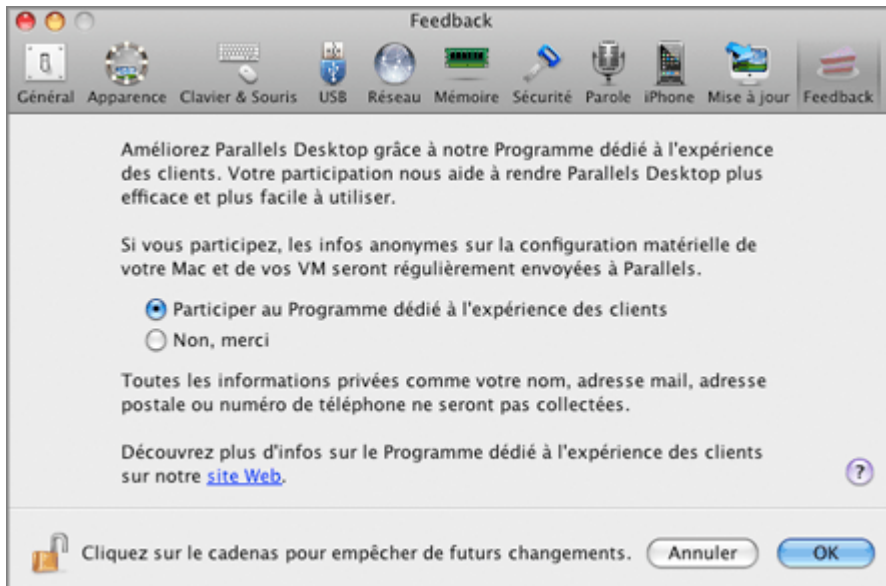 Feedback
Général Apparence Clavier & Souris USB Réseau Mémoire Sécurité Parole iPhone Mise à jour Feedback
Améliorez Parallels Desktop grâce à notre Programme dédié à l'expérience
des clients. Votre participation nous aide à rendre Parallels Desktop plus
efficace et plus facile à utiliser.
Si vous participez, les infos anonymes sur la configuration matérielle de
votre Mac et de vos VM seront régulièrement envoyées à Parallels.
Participer au Programme dédié à l'expérience des clients
Non, merci
Toutes les informations privées comme votre nom, adresse mail, adresse
postale ou numéro de téléphone ne seront pas collectées.
Découvrez plus d'infos sur le Programme dédié à l'expérience des clients
sur notre site Web.
?
Cliquez sur le cadenas pour empêcher de futurs changements. Annuler OK